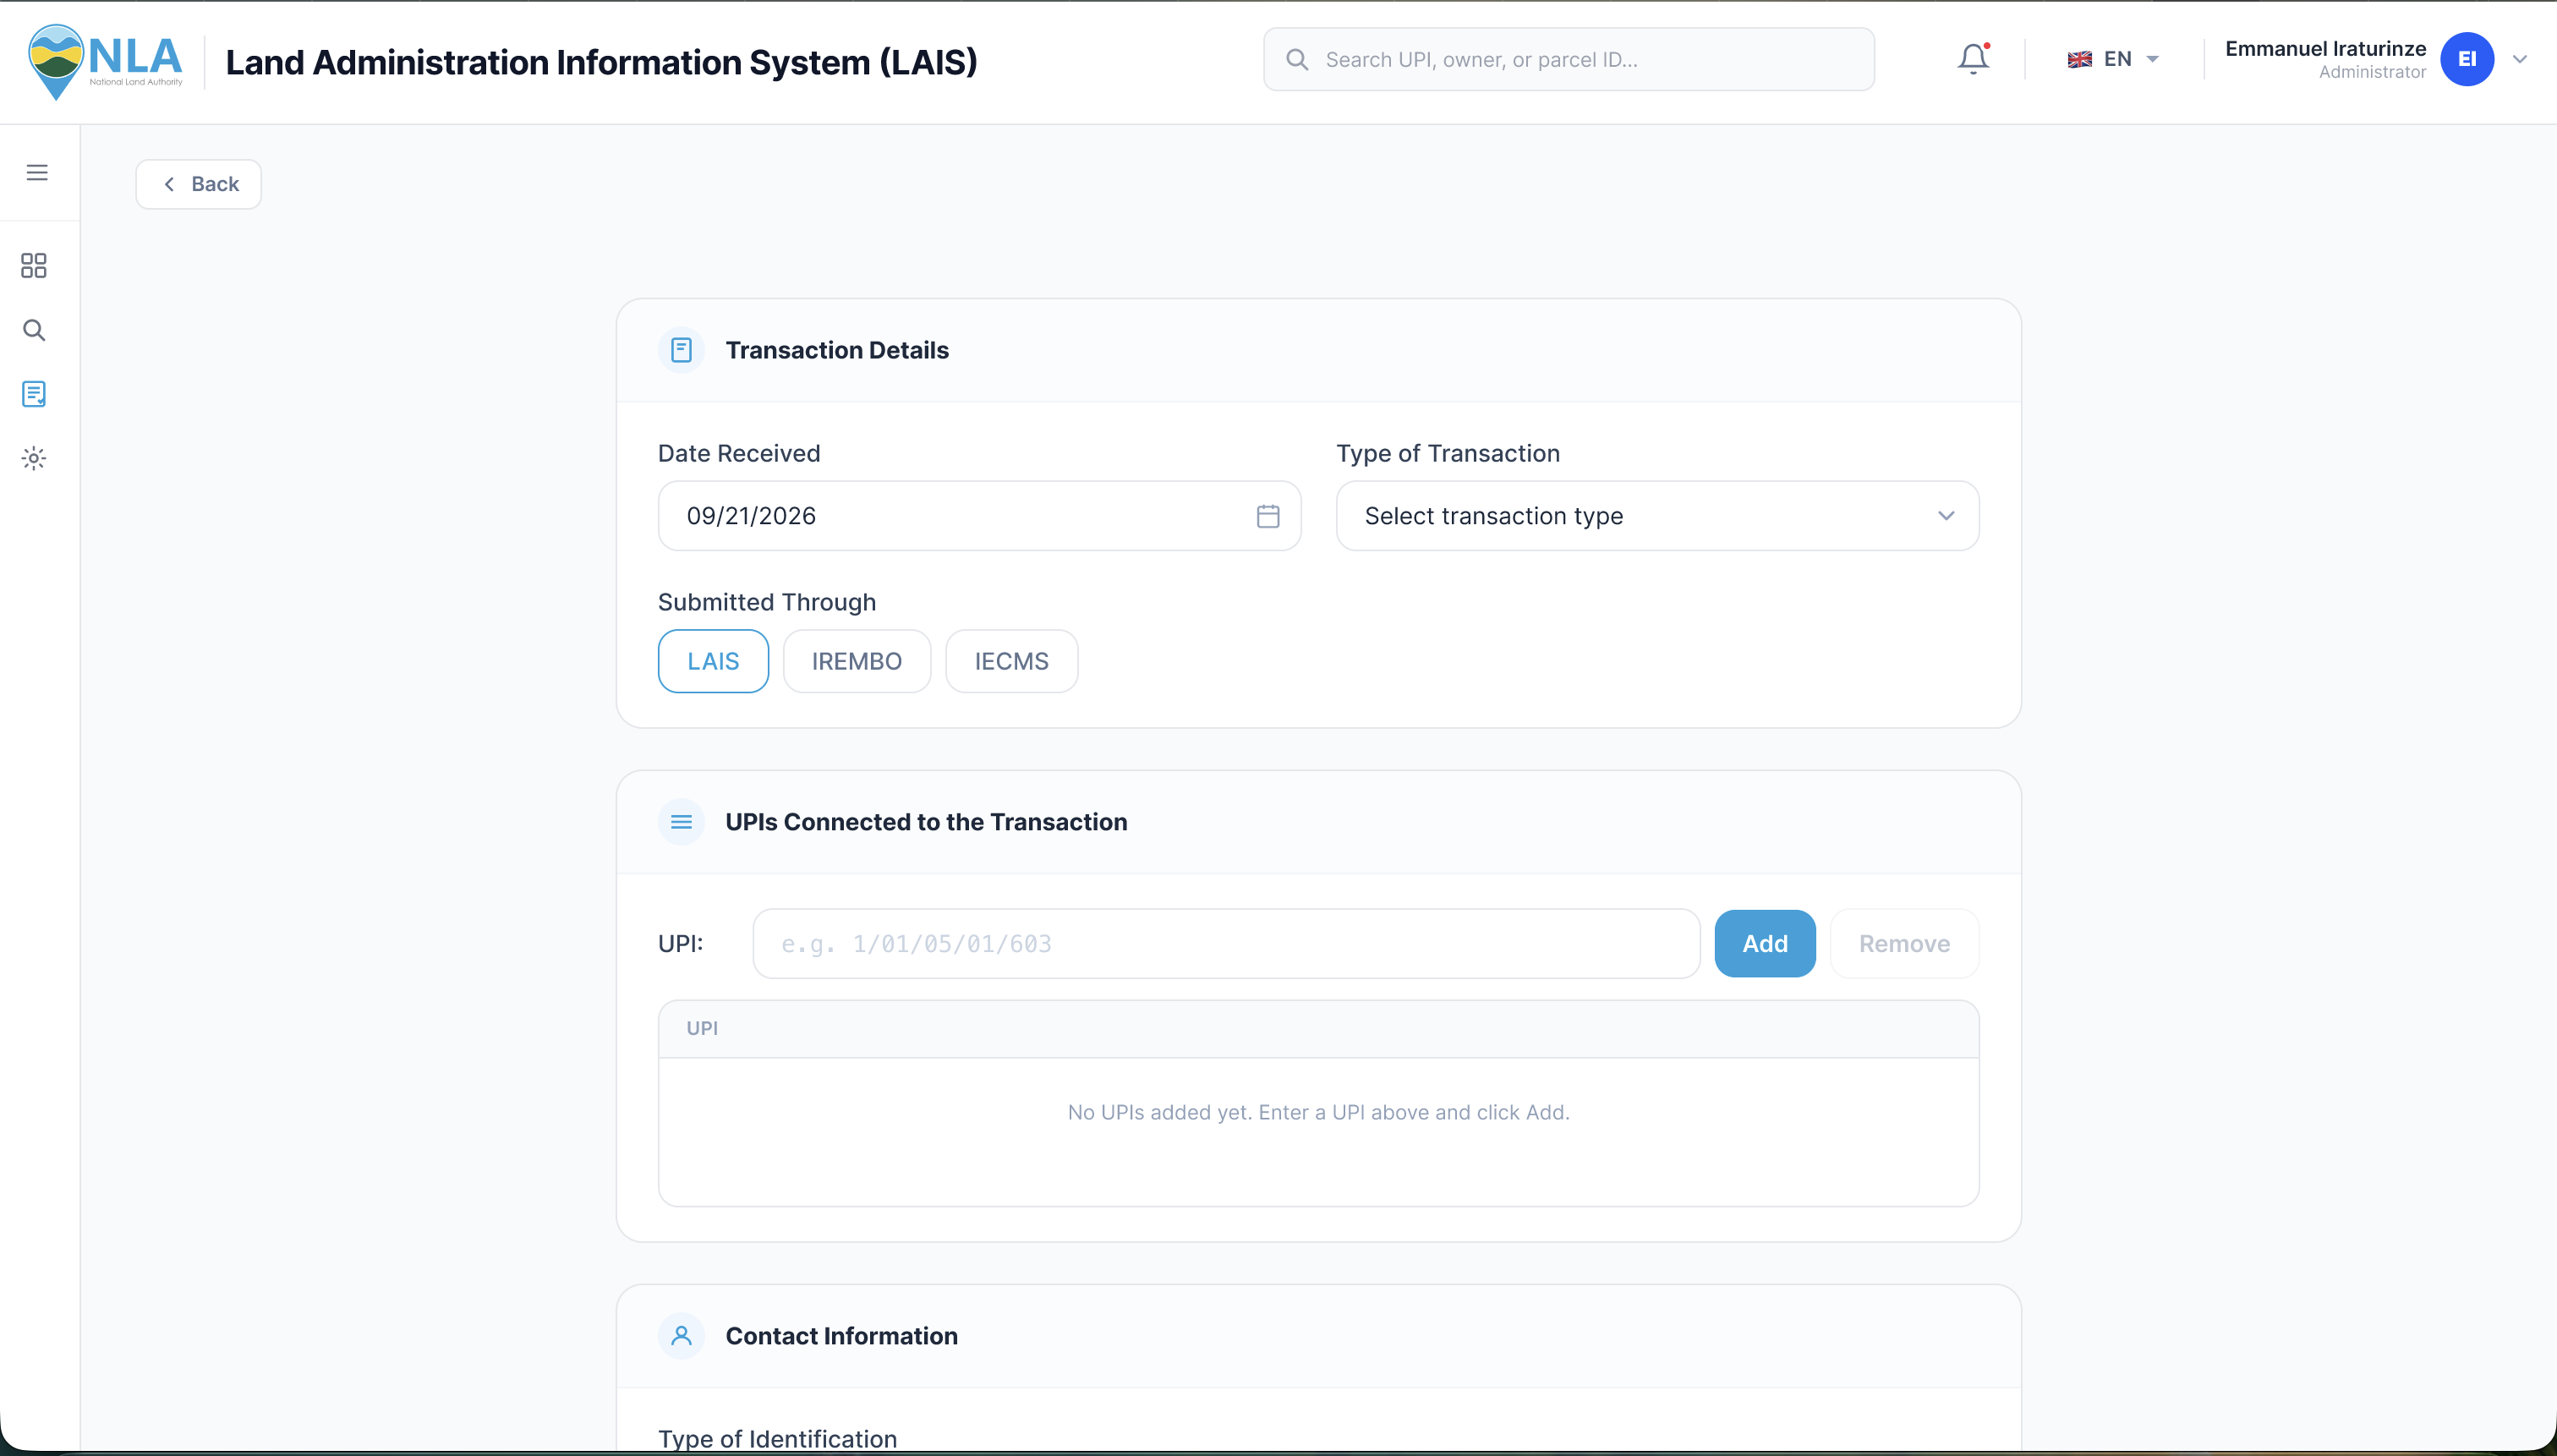 NLA
National Land Authority
Land Administration Information System (LAIS)
Search UPI, owner, or parcel ID...
EN
Emmanuel Iraturinze
Administrator
EI
Back
Transaction Details
Date Received
Type of Transaction
09/21/2026
Select transaction type
Submitted Through
LAIS
IREMBO
IECMS
UPIs Connected to the Transaction
UPI:
e.g. 1/01/05/01/603
Add
Remove
UPI
No UPIs added yet. Enter a UPI above and click Add.
Contact Information
Type of Identification